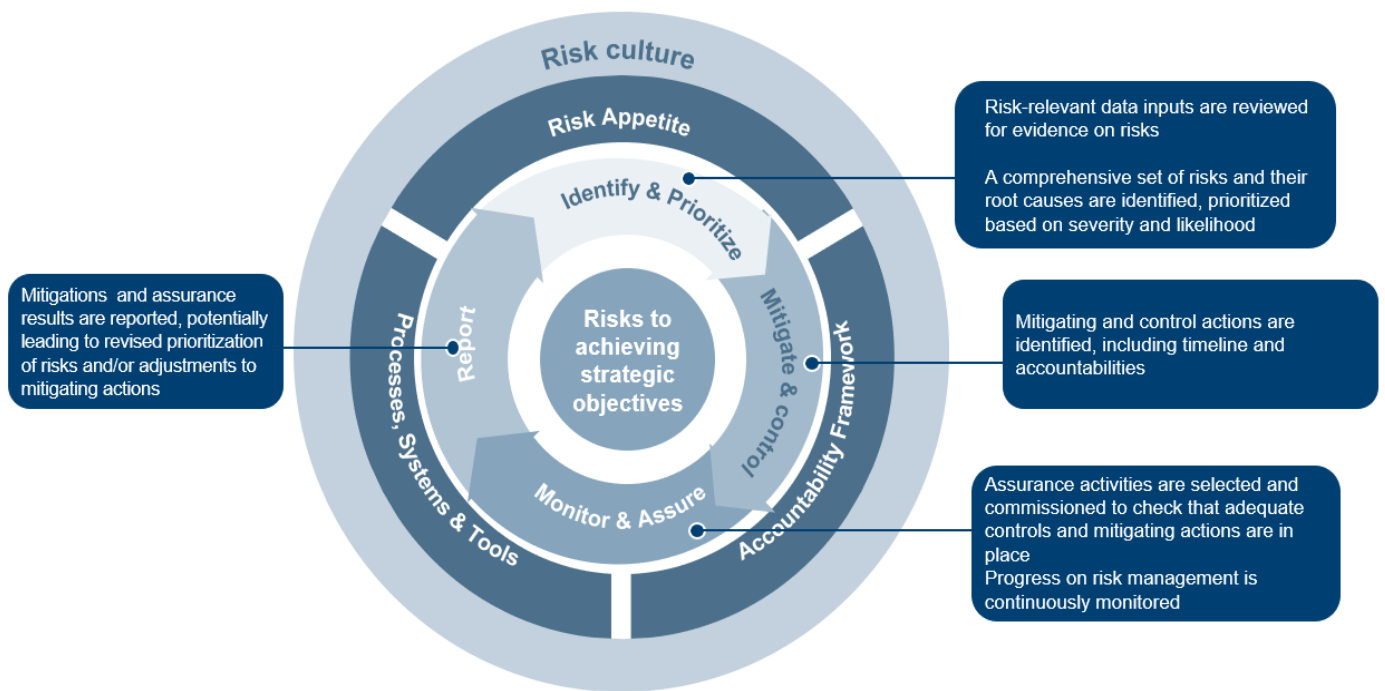 Risk culture
Risk Appetite
Identify & Prioritize
Mitigate & control
Monitor & Assure
Report
Accountability Framework
Processes, Systems & Tools
Risks to
achieving
strategic
objectives
Risk-relevant data inputs are reviewed
for evidence on risks
A comprehensive set of risks and their
root causes are identified, prioritized
based on severity and likelihood
Mitigating and control actions are
identified, including timeline and
accountabilities
Assurance activities are selected and
commissioned to check that adequate
controls and mitigating actions are in
place
Progress on risk management is
continuously monitored
Mitigations and assurance
results are reported, potentially
leading to revised prioritization
of risks and/or adjustments to
mitigating actions